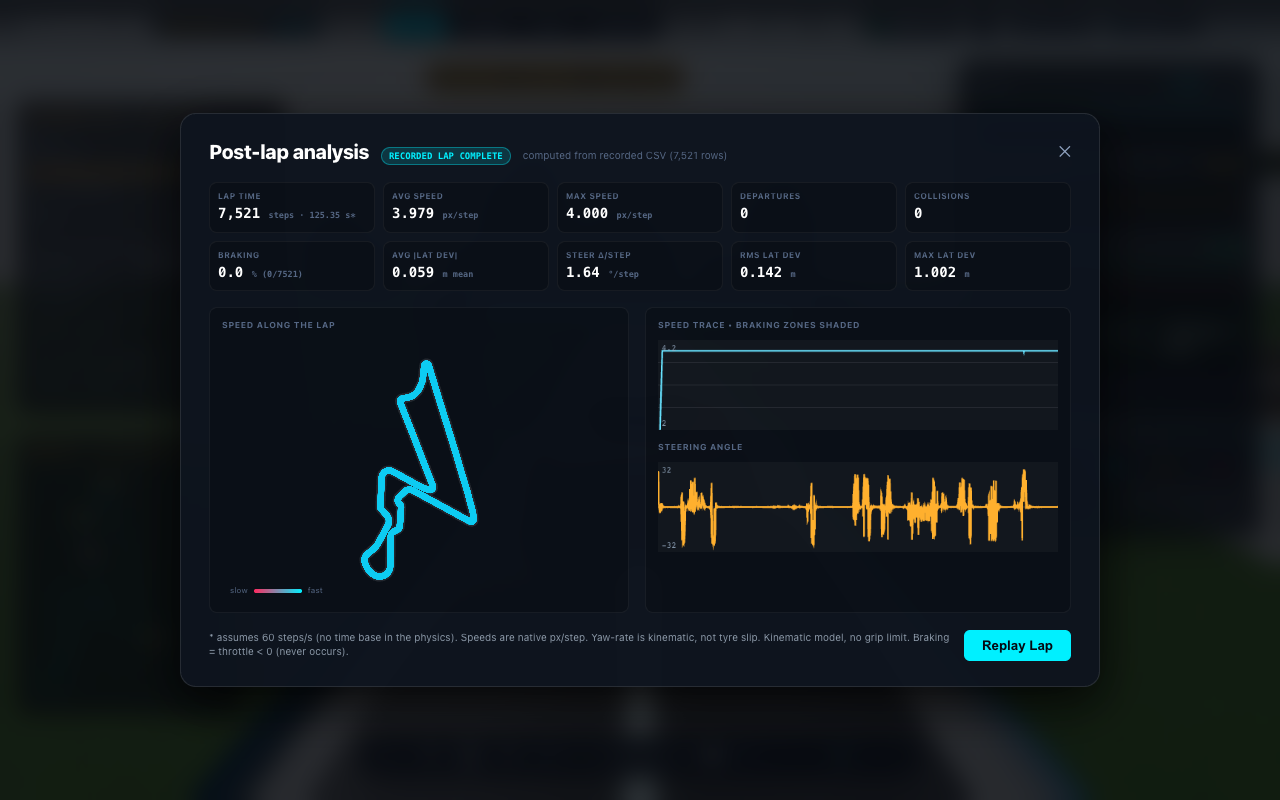 Post-lap analysis RECORDED LAP COMPLETE computed from recorded CSV (7,521 rows)
LAP TIME
7,521 steps · 125.35 s*
AVG SPEED
3.979 px/step
MAX SPEED
4.000 px/step
DEPARTURES
0
COLLISIONS
0
BRAKING
0.0 % (0/7521)
AVG |LAT DEV|
0.059 m mean
STEER Δ/STEP
1.64 °/step
RMS LAT DEV
0.142 m
MAX LAT DEV
1.002 m
SPEED ALONG THE LAP
slow fast
SPEED TRACE • BRAKING ZONES SHADED
4.2
2
STEERING ANGLE
32
−32
* assumes 60 steps/s (no time base in the physics). Speeds are native px/step. Yaw-rate is kinematic, not tyre slip. Kinematic model, no grip limit. Braking
= throttle < 0 (never occurs).
Replay Lap